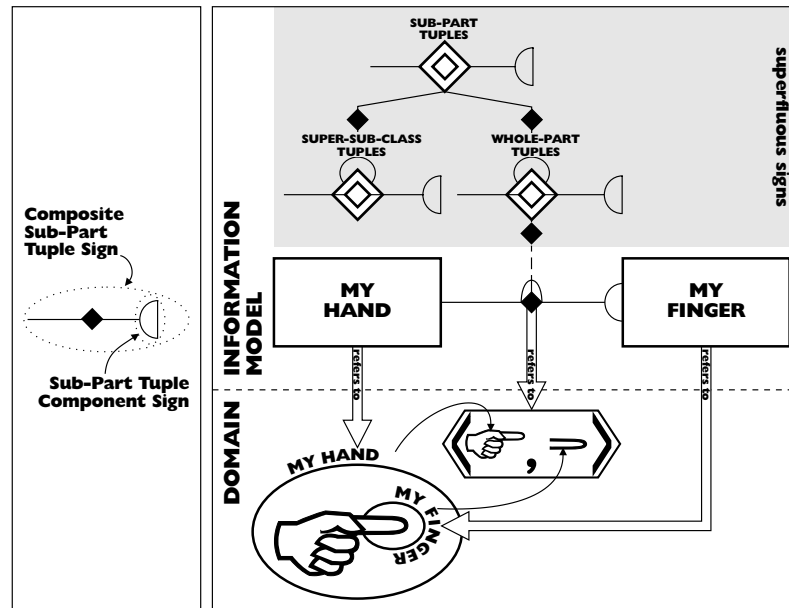 Composite
Sub-Part
Tuple Sign
Sub-Part Tuple
Component Sign
SUB-PART
TUPLES
SUPER-SUB-CLASS
TUPLES
WHOLE-PART
TUPLES
superfluous signs
INFORMATION
MODEL
MY
HAND
MY
FINGER
refers to
refers to
refers to
DOMAIN
MY HAND
MY FINGER
,